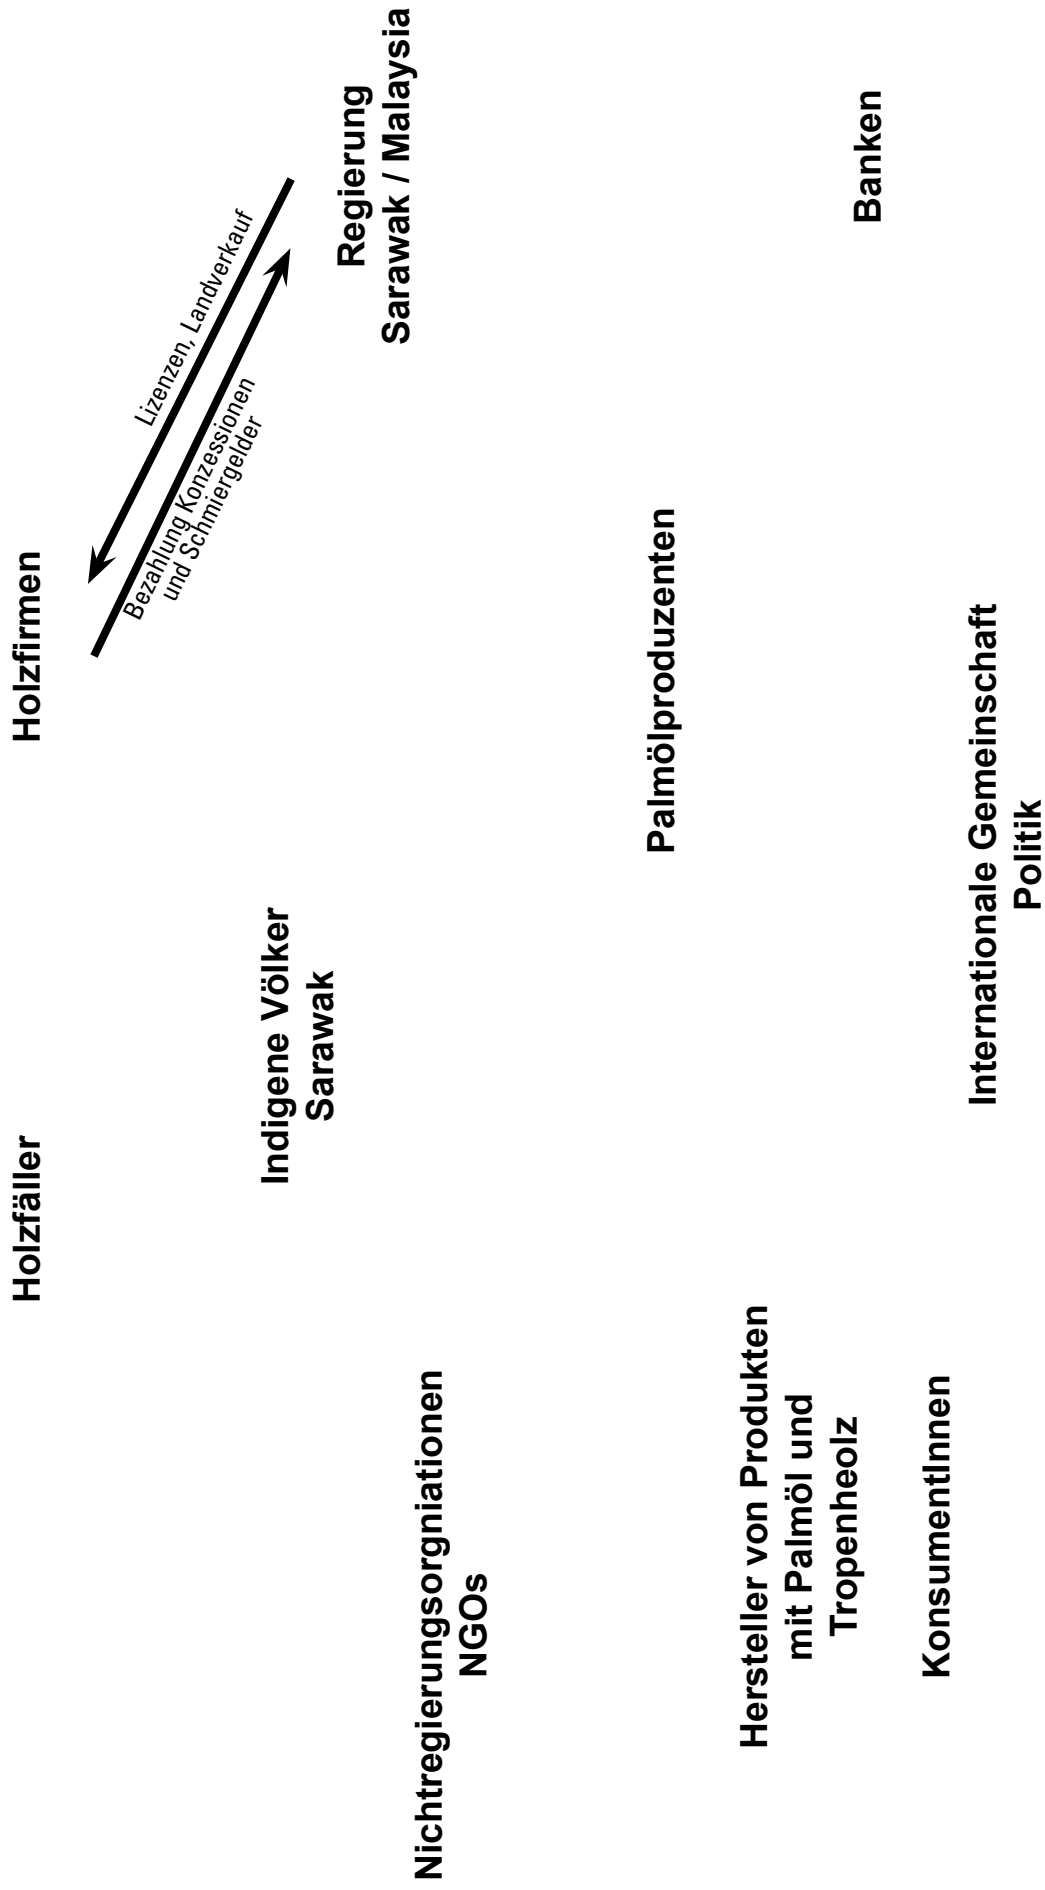 Holzfäller
Holzfirmen
Lizenzen, Landverkauf
Bezahlung Konzessionen
und Schmiergelder
Indigene Völker
Sarawak
Regierung
Sarawak / Malaysia
Nichtregierungsorgniationen
NGOs
Palmölproduzenten
Hersteller von Produkten
mit Palmöl und
Tropenheolz
Banken
KonsumentInnen
Internationale Gemeinschaft
Politik